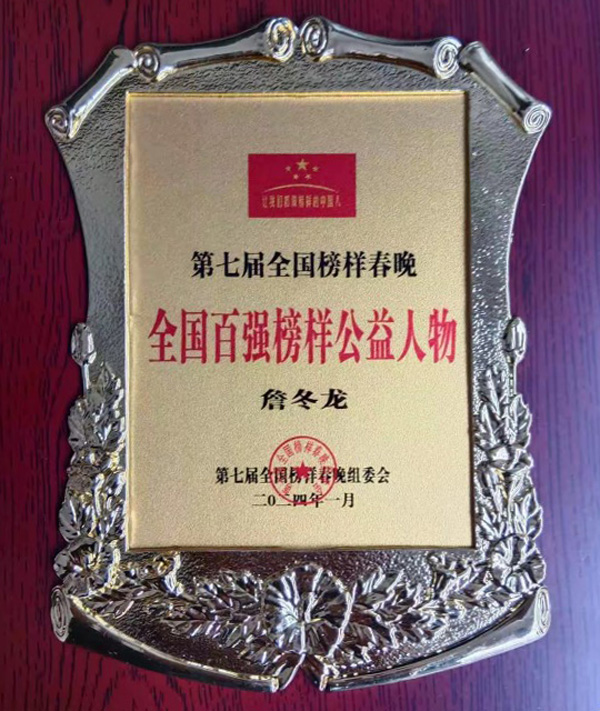 第七届全国榜样春晚
全国百强榜样公益人物
詹冬龙
第七届全国榜样春晚组委会
二0二四年一月